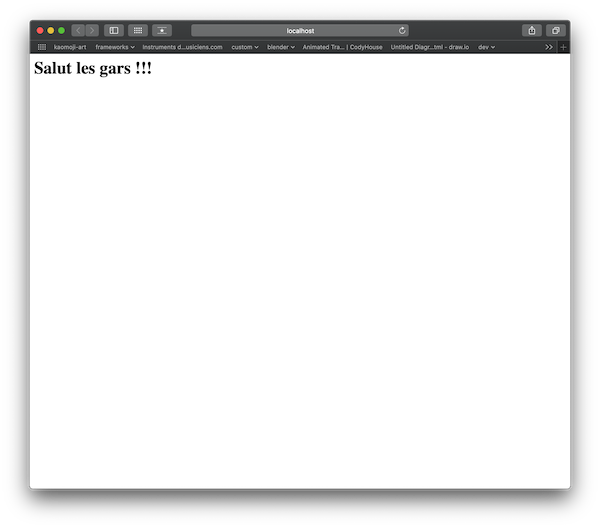 localhost
kaomoji-art frameworks instruments d...usiciens.com custom blender Animated Tra... | CodyHouse Untitled Diagr...tml - draw.io dev
Salut les gars !!!